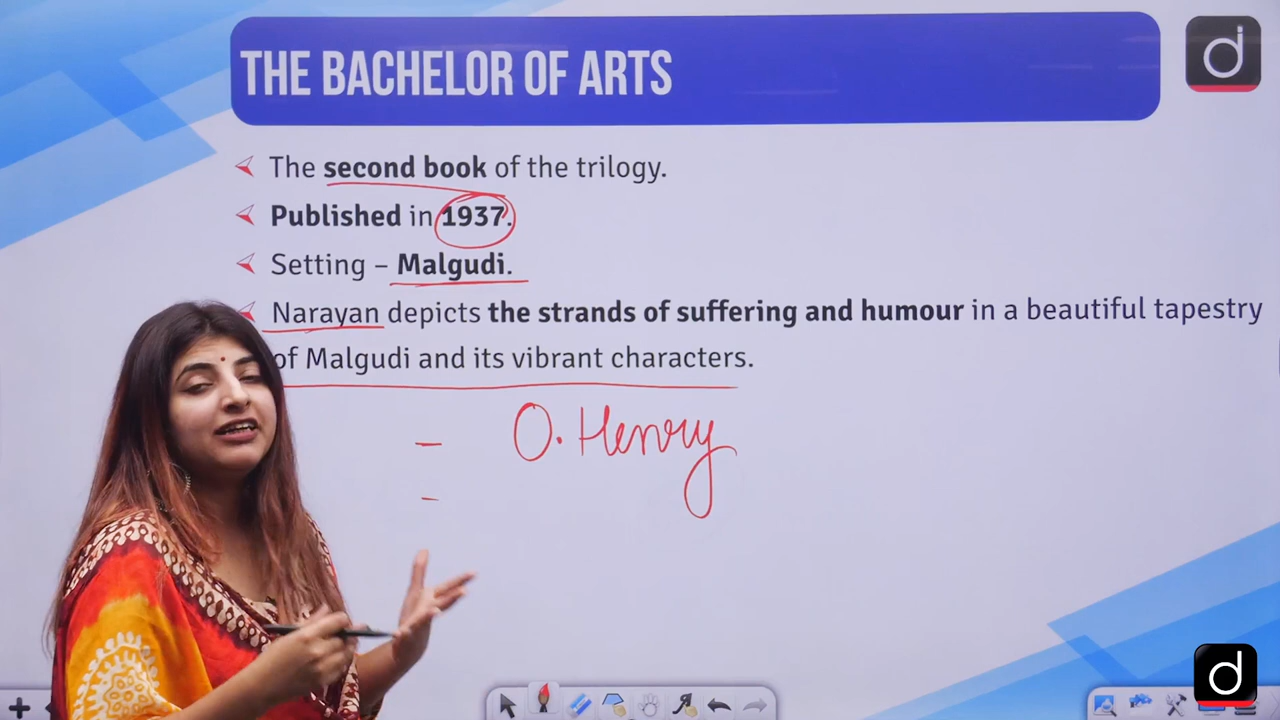 THE BACHELOR OF ARTS
The second book of the trilogy.
Published in 1937.
Setting – Malgudi.
Narayan depicts the strands of suffering and humour in a beautiful tapestry
of Malgudi and its vibrant characters.
– O. Henry
–
d
d